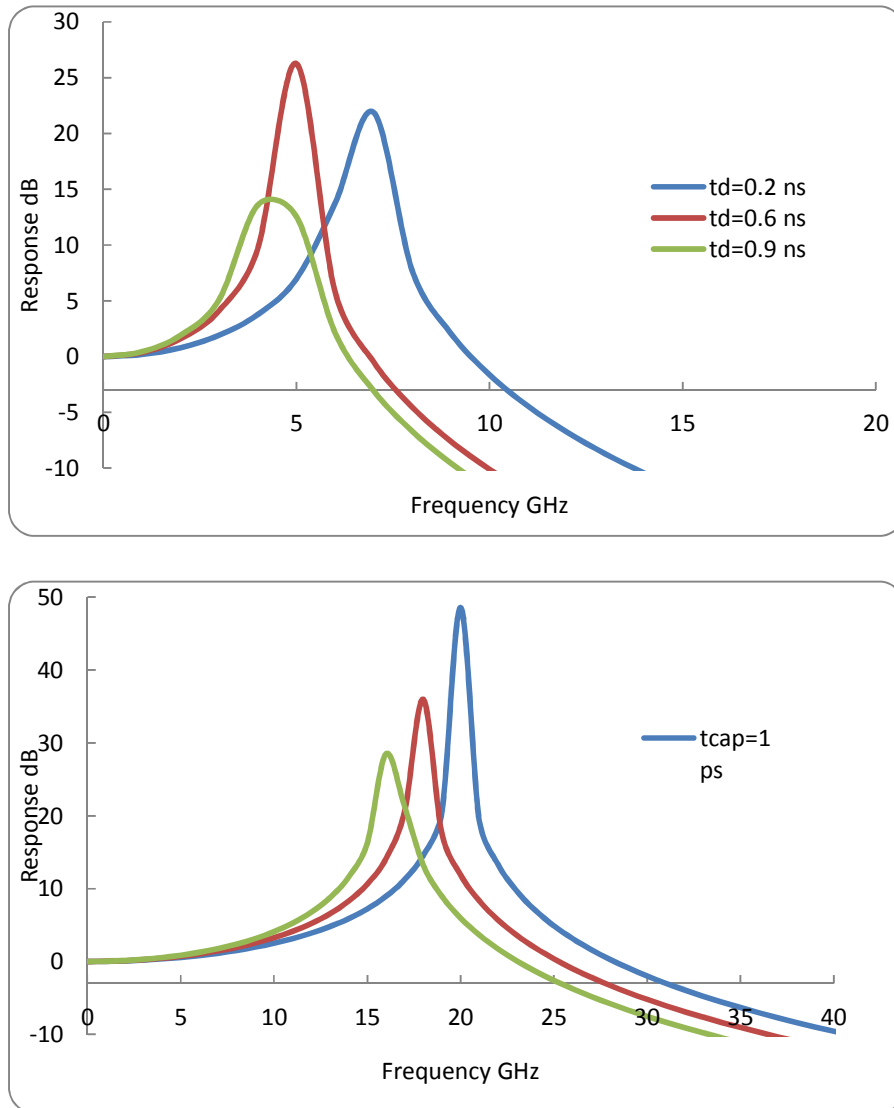 30
25
20
15
10
5
0
-5
-10
Response dB
0 5 10 15 20
Frequency GHz
td=0.2 ns
td=0.6 ns
td=0.9 ns
50
40
30
20
10
0
-10
Response dB
0 5 10 15 20 25 30 35 40
Frequency GHz
tcap=1
ps